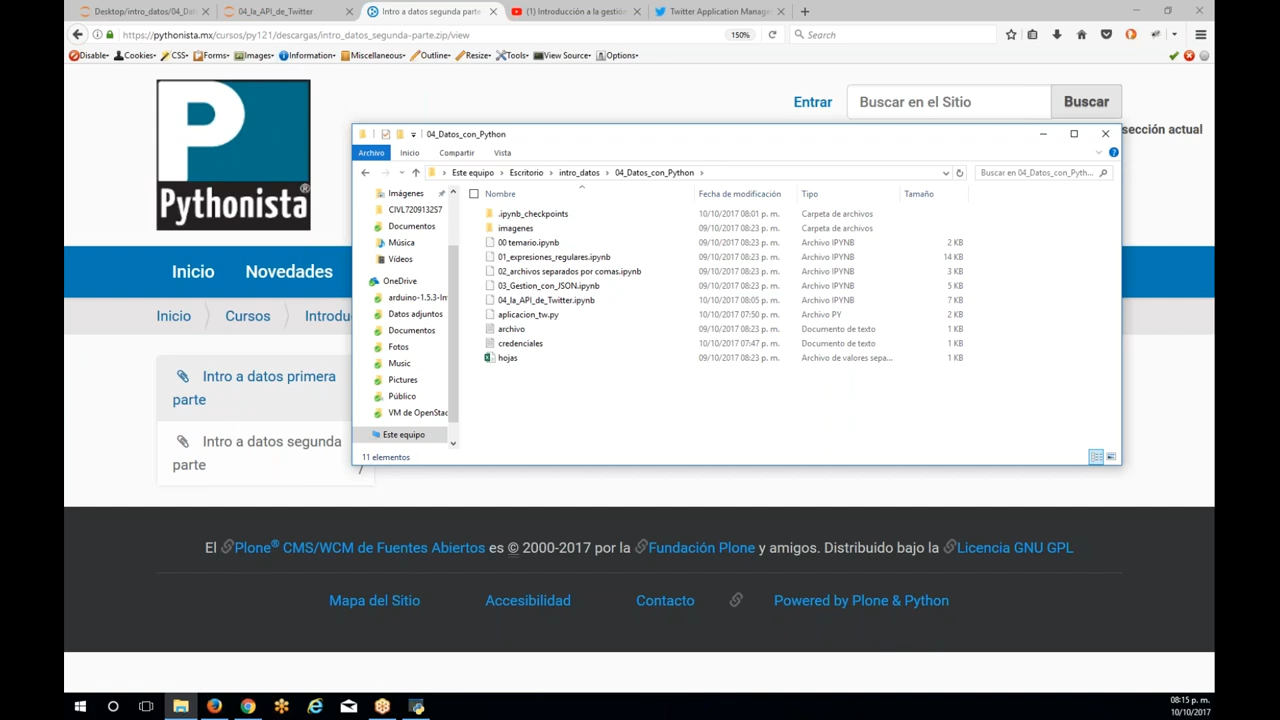 Desktop/intro_datos/04_Dat
04_la_API_de_Twitter
Intro a datos segunda parte
(1) Introducción a la gestión
Twitter Application Manage
https://pythonista.mx/cursos/py121/descargas/intro_datos_segunda-parte.zip/view
150%
Search
Disable Cookies CSS Forms Images Information Miscellaneous Outline Resize Tools View Source Options
P
Pythonista®
Entrar
Buscar en el Sitio
Buscar
sección actual
Inicio
Novedades
Inicio
Cursos
Introdu
Intro a datos primera
parte
Intro a datos segunda
parte
04_Datos_con_Python
Archivo
Inicio
Compartir
Vista
Este equipo > Escritorio > intro_datos > 04_Datos_con_Python >
Buscar en 04_Datos_con_Pyth...
Imágenes
CIVL7209132S7
Documentos
Música
Vídeos
OneDrive
arduino-1.5.3-In
Datos adjuntos
Documentos
Fotos
Music
Pictures
Público
VM de OpenStac
Este equipo
Nombre Fecha de modificación Tipo Tamaño
.ipynb_checkpoints 10/10/2017 08:01 p. m. Carpeta de archivos
imagenes 09/10/2017 08:23 p. m. Carpeta de archivos
00 temario.ipynb 09/10/2017 08:23 p. m. Archivo IPYNB 2 KB
01_expresiones_regulares.ipynb 09/10/2017 08:23 p. m. Archivo IPYNB 14 KB
02_archivos separados por comas.ipynb 09/10/2017 08:23 p. m. Archivo IPYNB 3 KB
03_Gestion_con_JSON.ipynb 09/10/2017 08:23 p. m. Archivo IPYNB 5 KB
04_la_API_de_Twitter.ipynb 10/10/2017 08:05 p. m. Archivo IPYNB 7 KB
aplicacion_tw.py 10/10/2017 07:50 p. m. Archivo PY 2 KB
archivo 09/10/2017 08:23 p. m. Documento de texto 1 KB
credenciales 10/10/2017 07:47 p. m. Documento de texto 1 KB
hojas 09/10/2017 08:23 p. m. Archivo de valores sepa... 1 KB
11 elementos
El Plone® CMS/WCM de Fuentes Abiertos es © 2000-2017 por la Fundación Plone y amigos. Distribuido bajo la Licencia GNU GPL
Mapa del Sitio
Accesibilidad
Contacto
Powered by Plone & Python
08:15 p. m.
10/10/2017